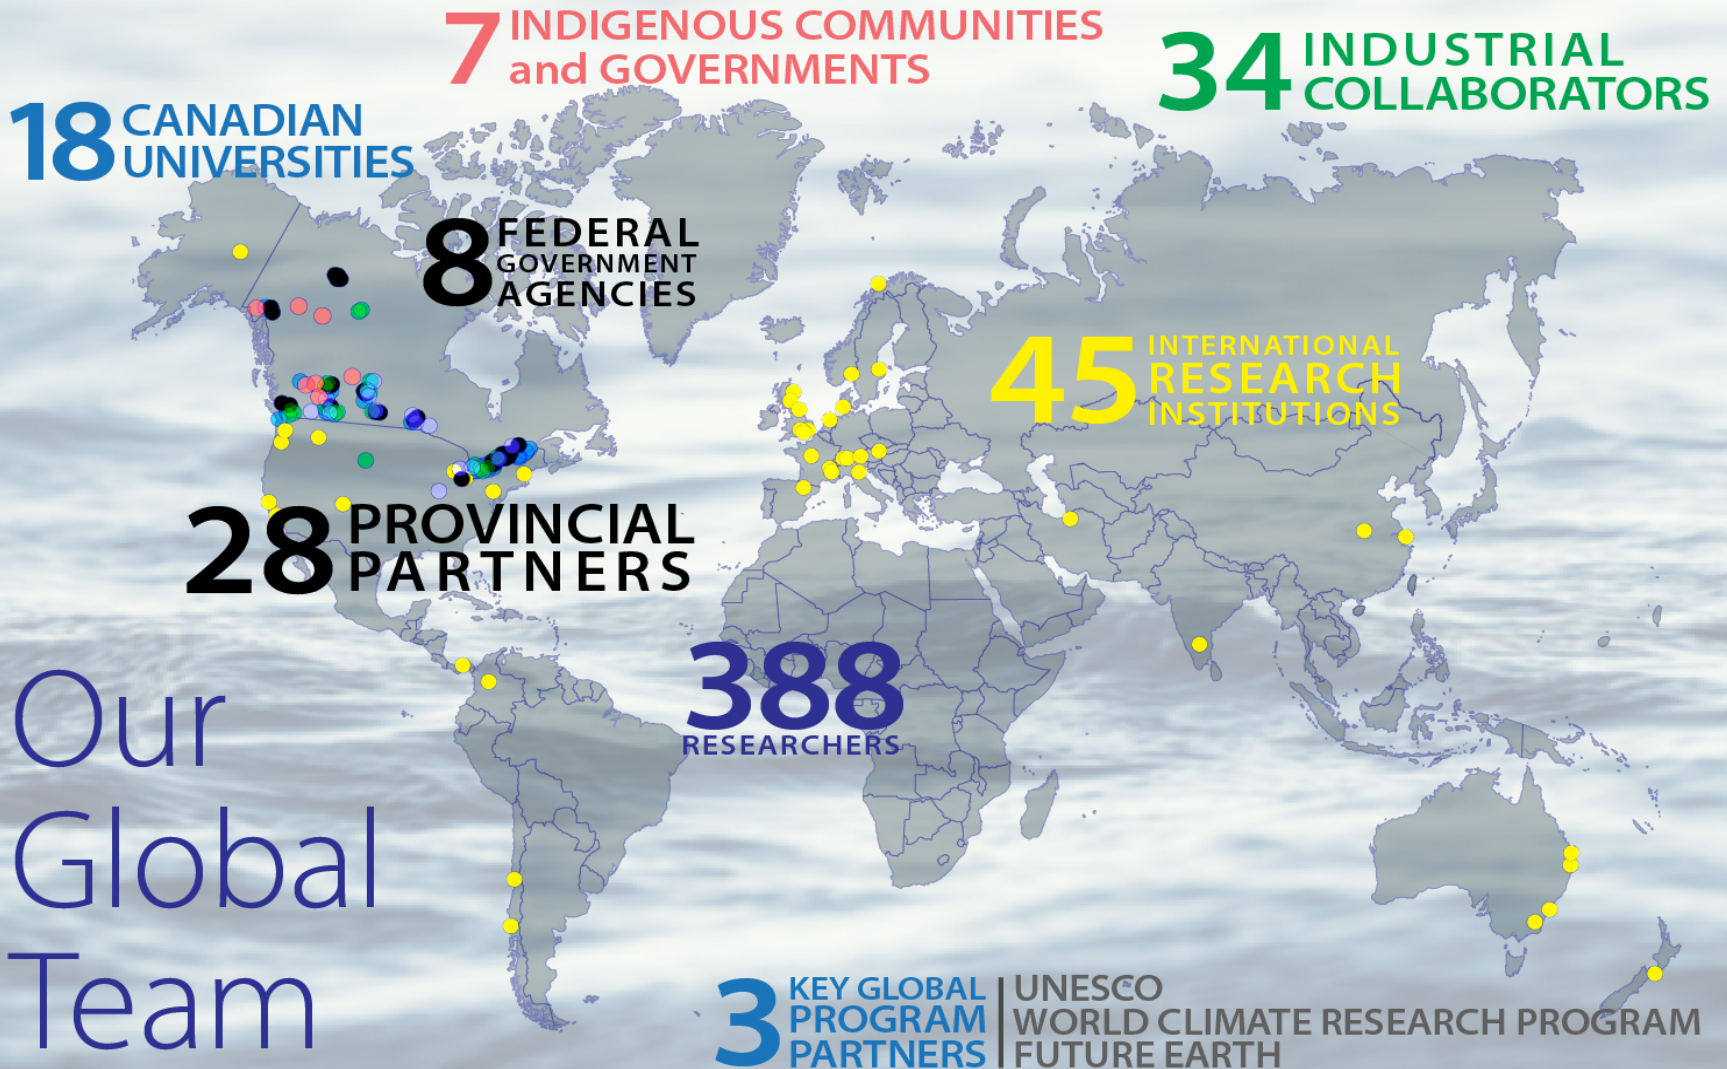 7 INDIGENOUS COMMUNITIES
and GOVERNMENTS
34 INDUSTRIAL
COLLABORATORS
18 CANADIAN
UNIVERSITIES
8 FEDERAL
GOVERNMENT
AGENCIES
45 INTERNATIONAL
RESEARCH
INSTITUTIONS
28 PROVINCIAL
PARTNERS
388
RESEARCHERS
Our
Global
Team
3 KEY GLOBAL
PROGRAM
PARTNERS
UNESCO
WORLD CLIMATE RESEARCH PROGRAM
FUTURE EARTH